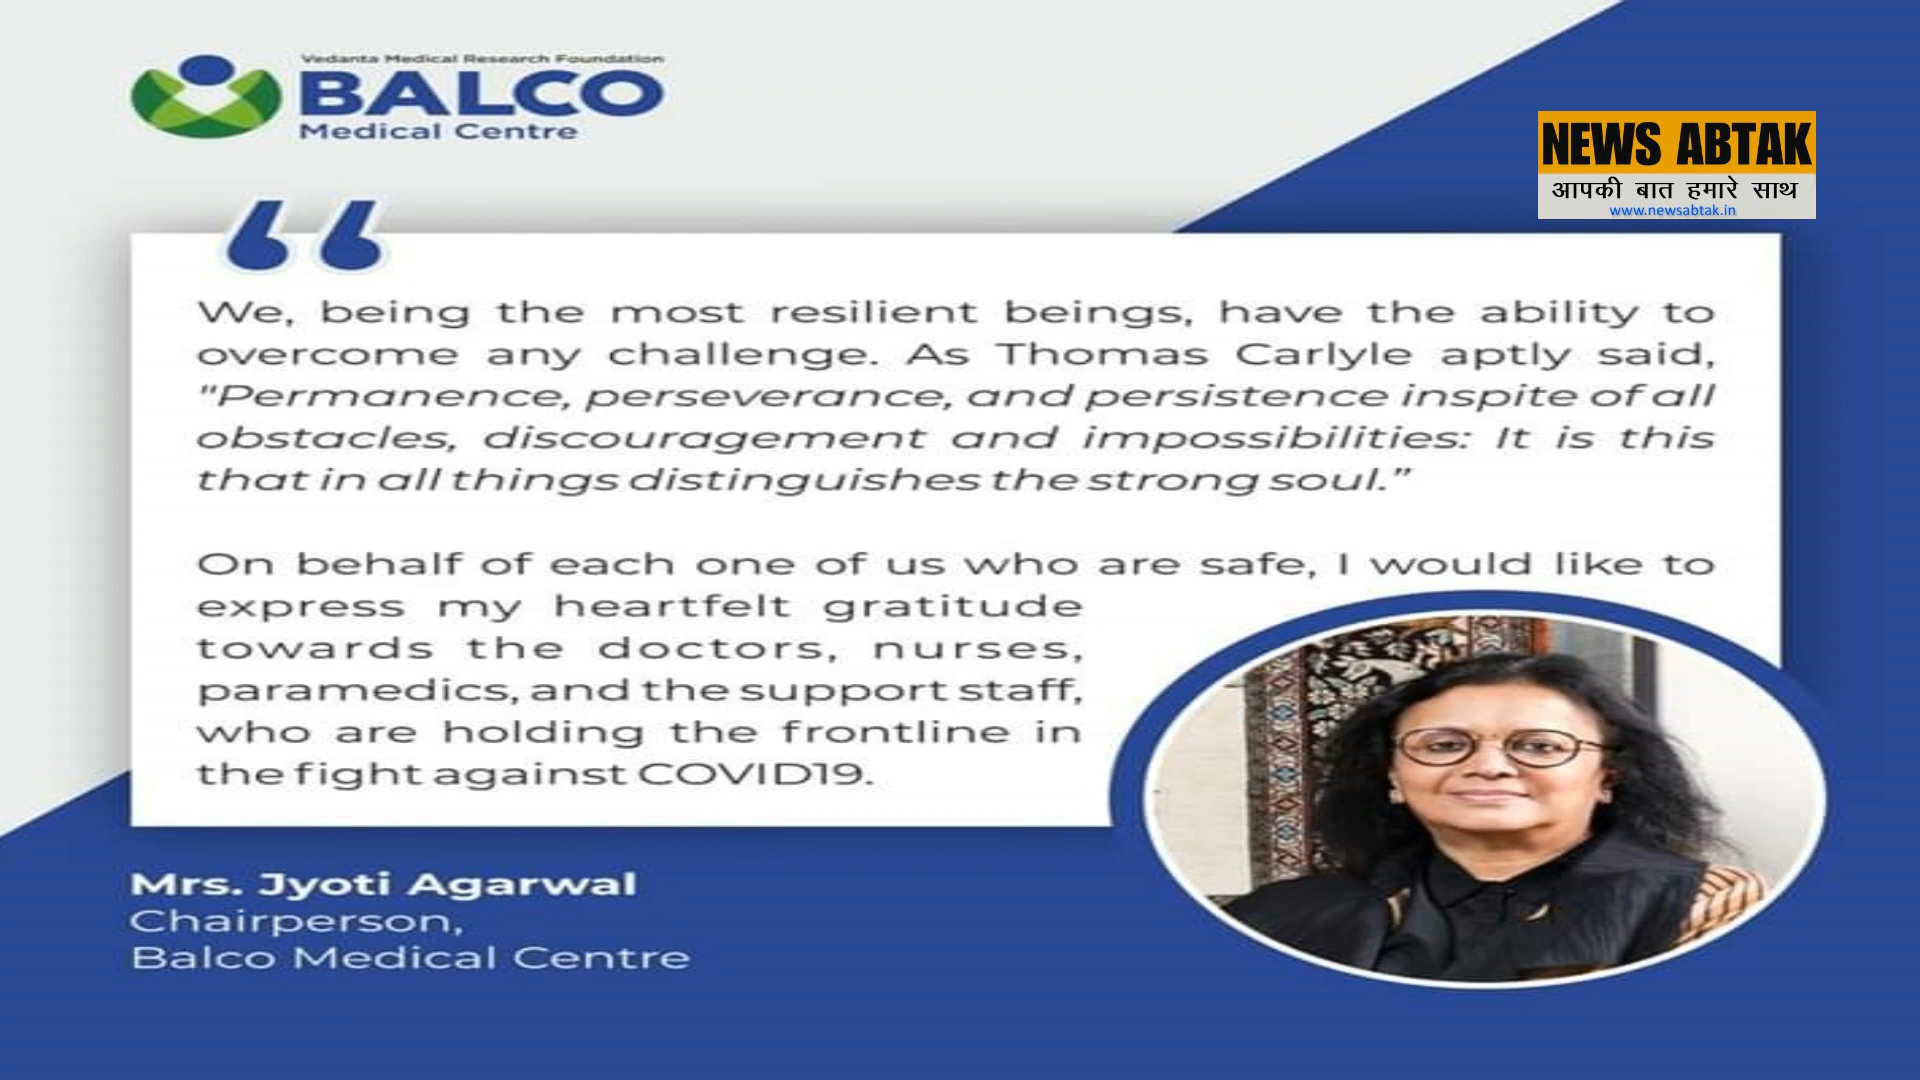 Vedanta Medical Research Foundation
BALCO
Medical Centre
NEWS ABTAK
आपकी बात हमारे साथ
www.newsabtak.in
We, being the most resilient beings, have the ability to
overcome any challenge. As Thomas Carlyle aptly said,
"Permanence, perseverance, and persistence inspite of all
obstacles, discouragement and impossibilities: It is this
that in all things distinguishes the strong soul.”
On behalf of each one of us who are safe, I would like to
express my heartfelt gratitude
towards the doctors, nurses,
paramedics, and the support staff,
who are holding the frontline in
the fight against COVID19.
Mrs. Jyoti Agarwal
Chairperson,
Balco Medical Centre